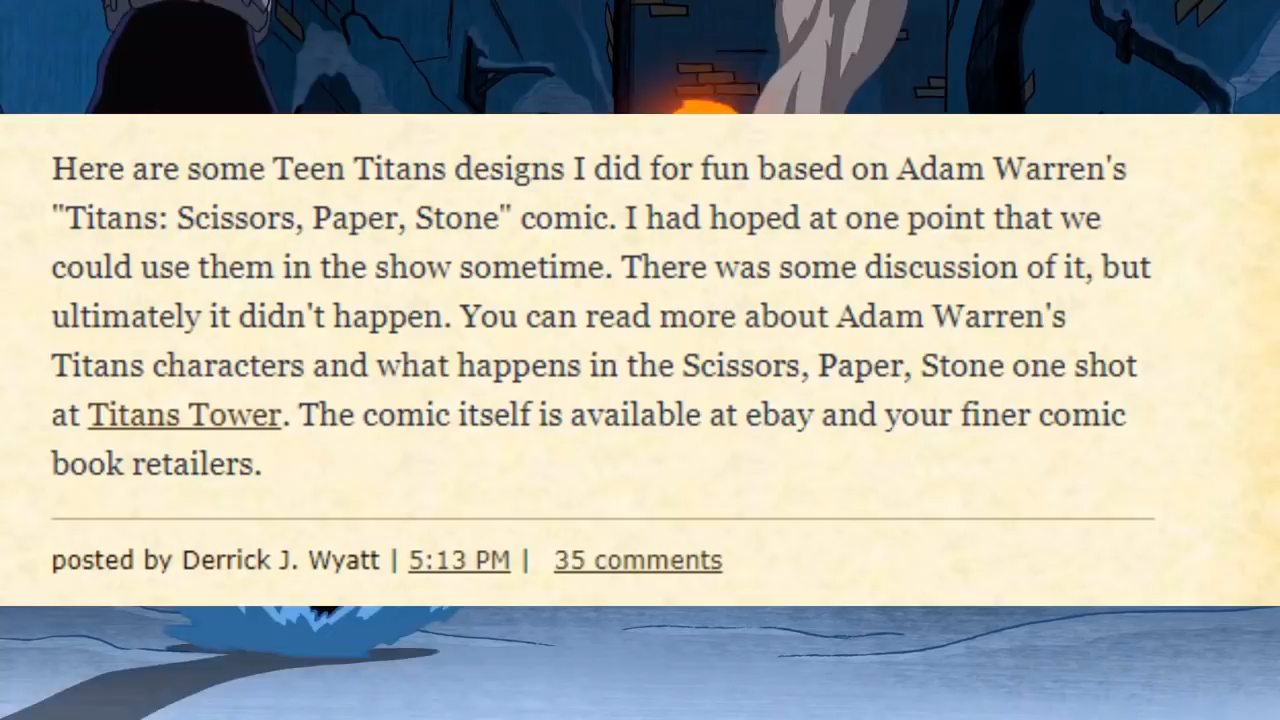 Here are some Teen Titans designs I did for fun based on Adam Warren's
"Titans: Scissors, Paper, Stone" comic. I had hoped at one point that we
could use them in the show sometime. There was some discussion of it, but
ultimately it didn't happen. You can read more about Adam Warren's
Titans characters and what happens in the Scissors, Paper, Stone one shot
at Titans Tower. The comic itself is available at ebay and your finer comic
book retailers.
posted by Derrick J. Wyatt | 5:13 PM | 35 comments